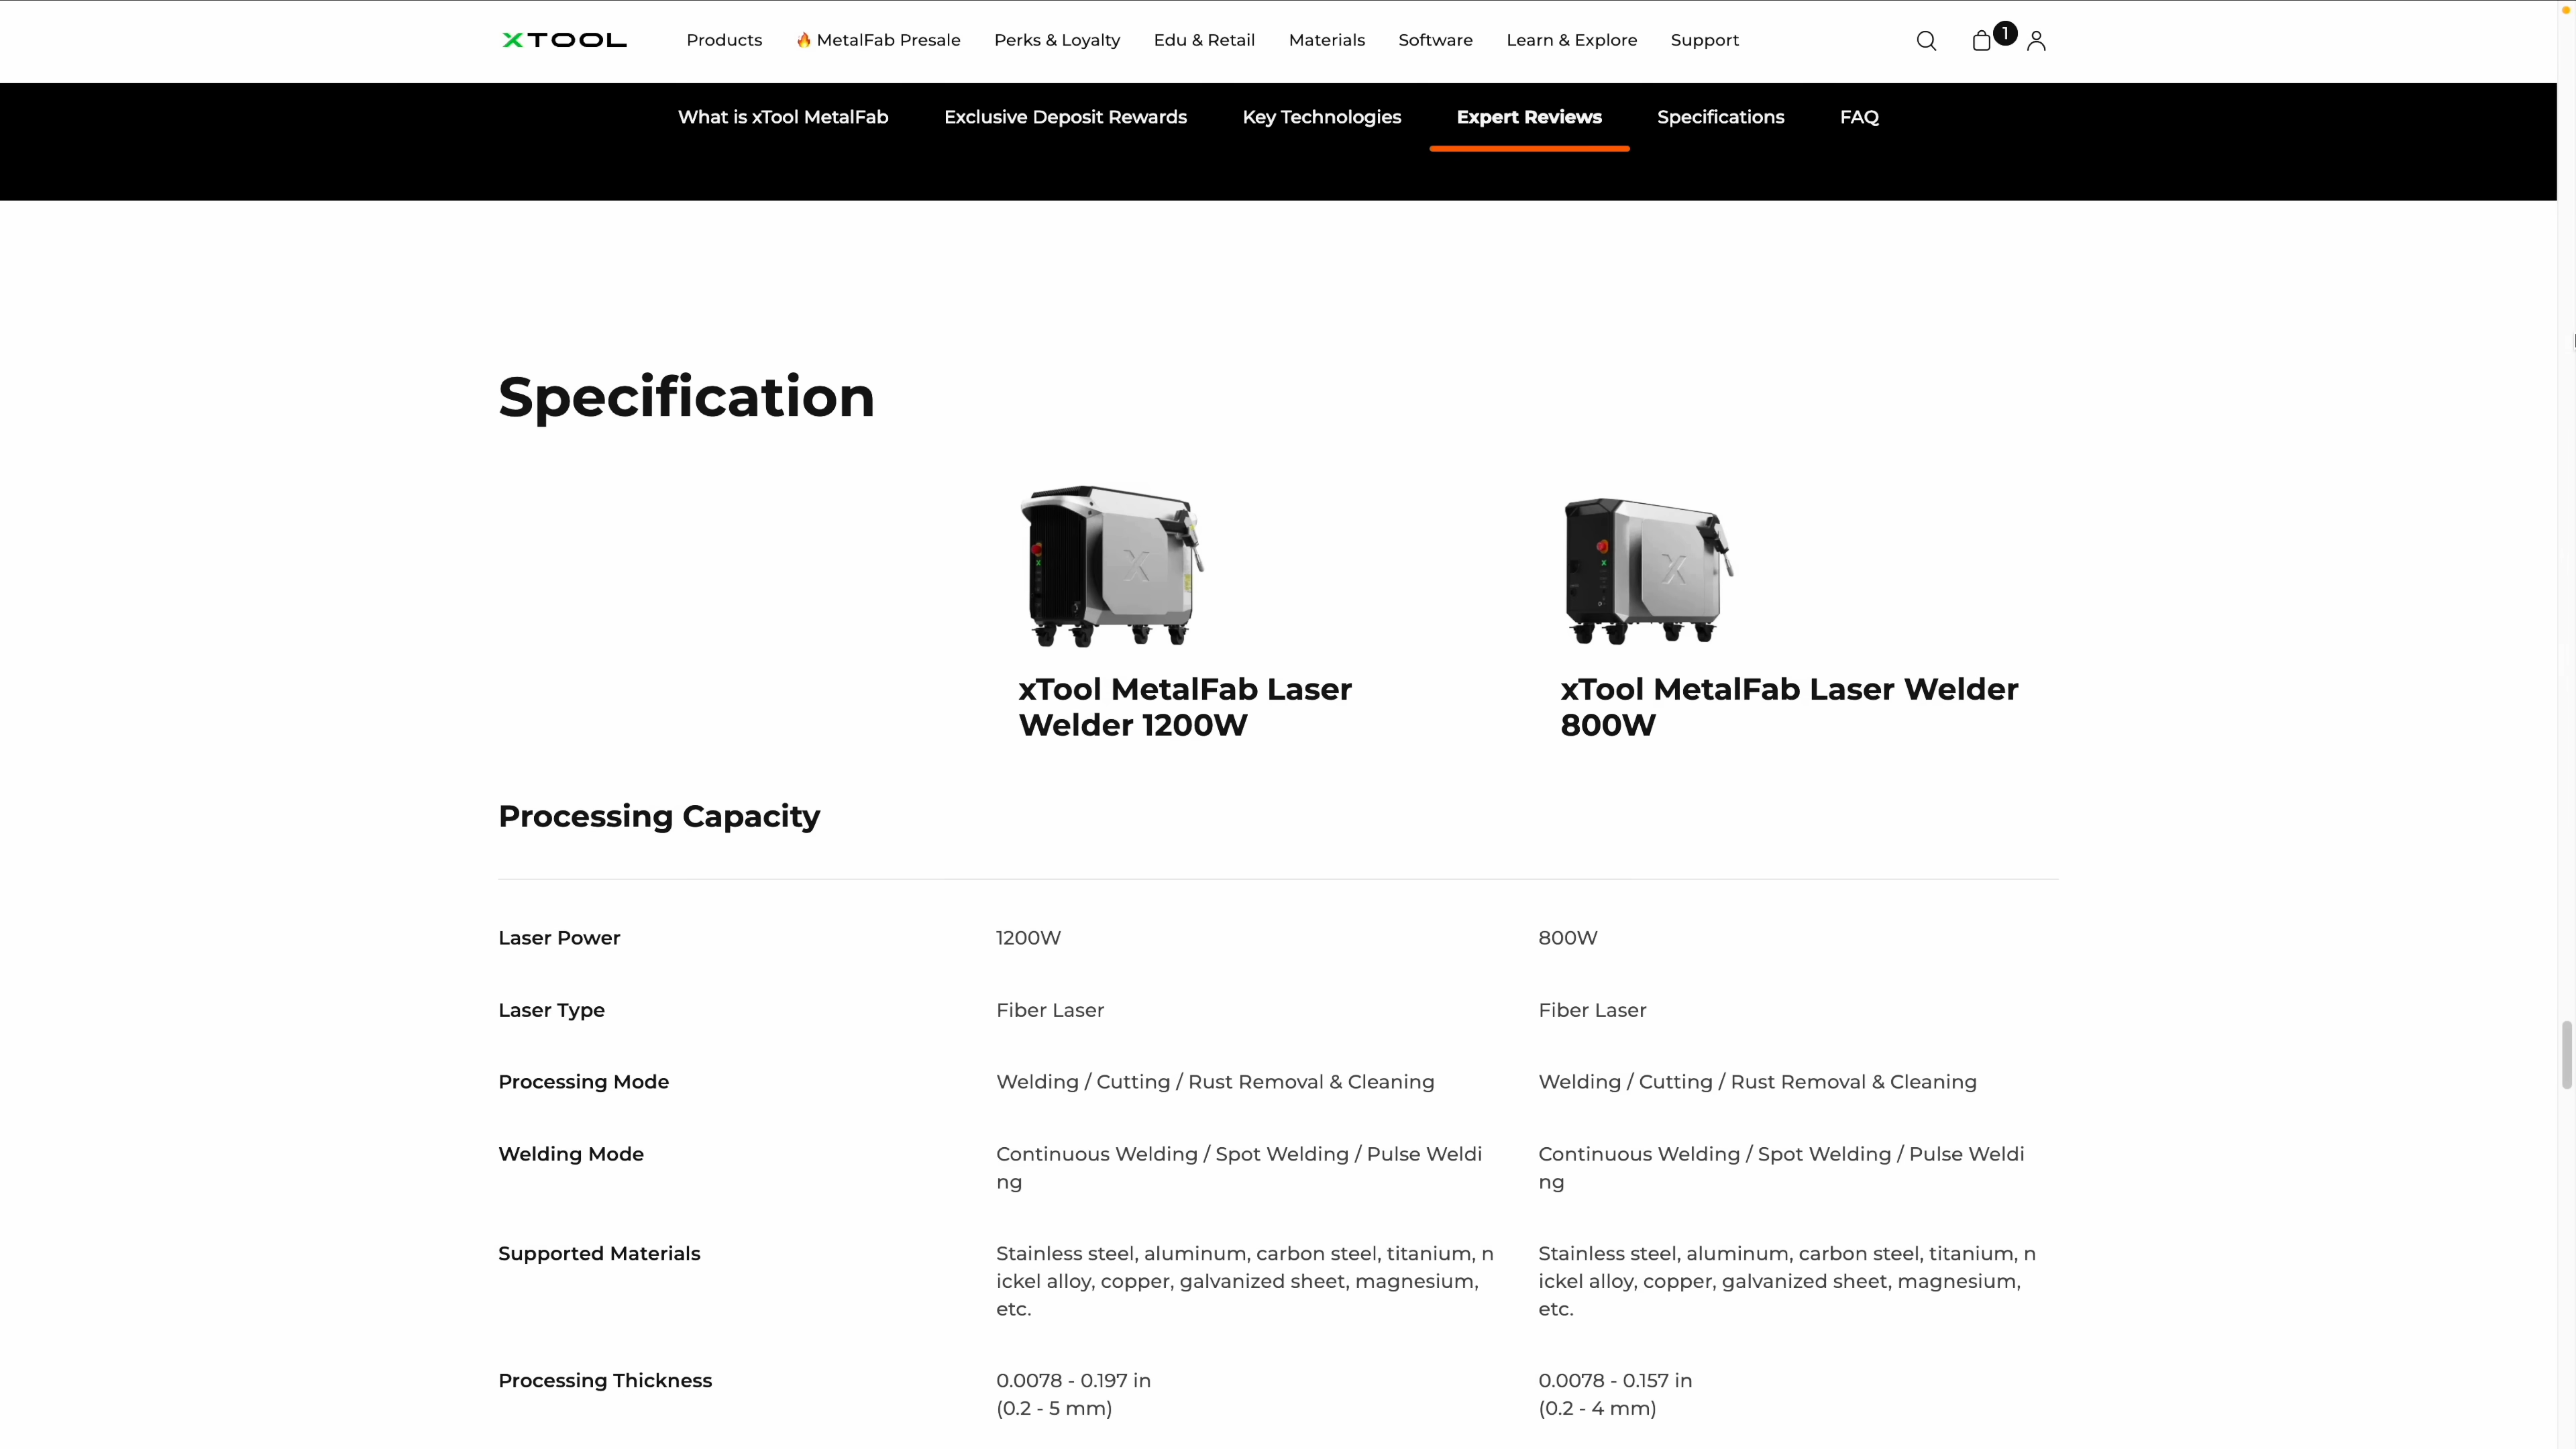 XTOOL
Products
🔥 MetalFab Presale
Perks & Loyalty
Edu & Retail
Materials
Software
Learn & Explore
Support
1
What is xTool MetalFab
Exclusive Deposit Rewards
Key Technologies
Expert Reviews
Specifications
FAQ
Specification
xTool MetalFab Laser
Welder 1200W
xTool MetalFab Laser Welder
800W
Processing Capacity
Laser Power
1200W
800W
Laser Type
Fiber Laser
Fiber Laser
Processing Mode
Welding / Cutting / Rust Removal & Cleaning
Welding / Cutting / Rust Removal & Cleaning
Welding Mode
Continuous Welding / Spot Welding / Pulse Weldi
ng
Continuous Welding / Spot Welding / Pulse Weldi
ng
Supported Materials
Stainless steel, aluminum, carbon steel, titanium, n
ickel alloy, copper, galvanized sheet, magnesium,
etc.
Stainless steel, aluminum, carbon steel, titanium, n
ickel alloy, copper, galvanized sheet, magnesium,
etc.
Processing Thickness
0.0078 - 0.197 in
(0.2 - 5 mm)
0.0078 - 0.157 in
(0.2 - 4 mm)